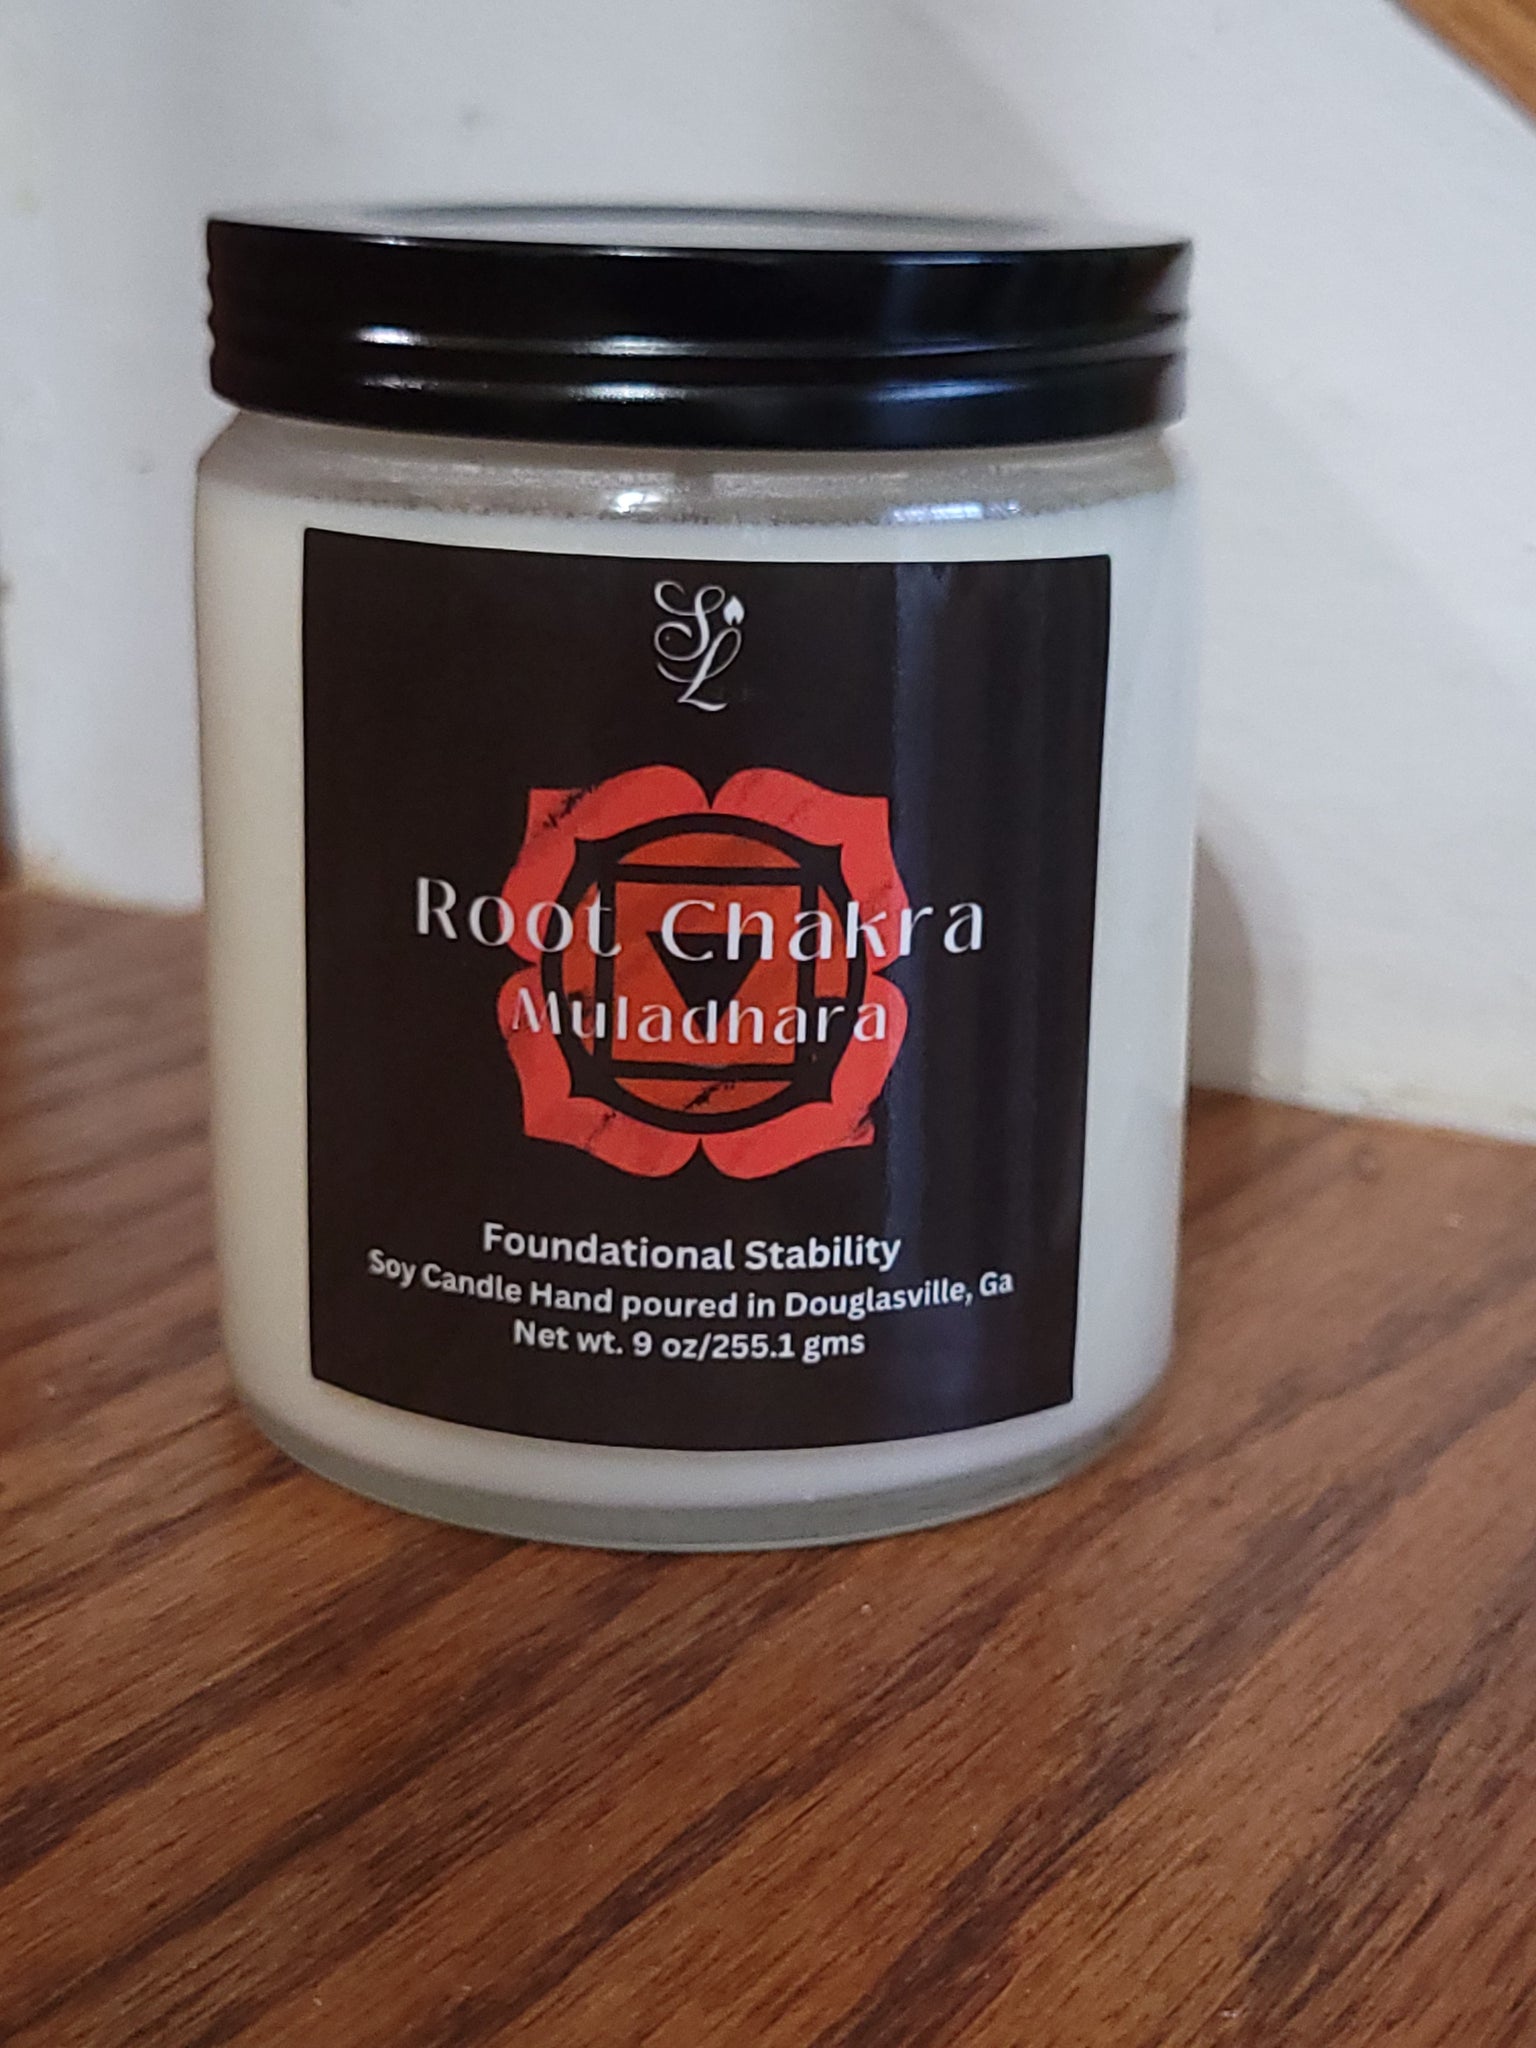 SL
Root Chakra
Muladhara
Foundational Stability
Soy Candle Hand poured in Douglasville, Ga
Net wt. 9 oz/255.1 gms